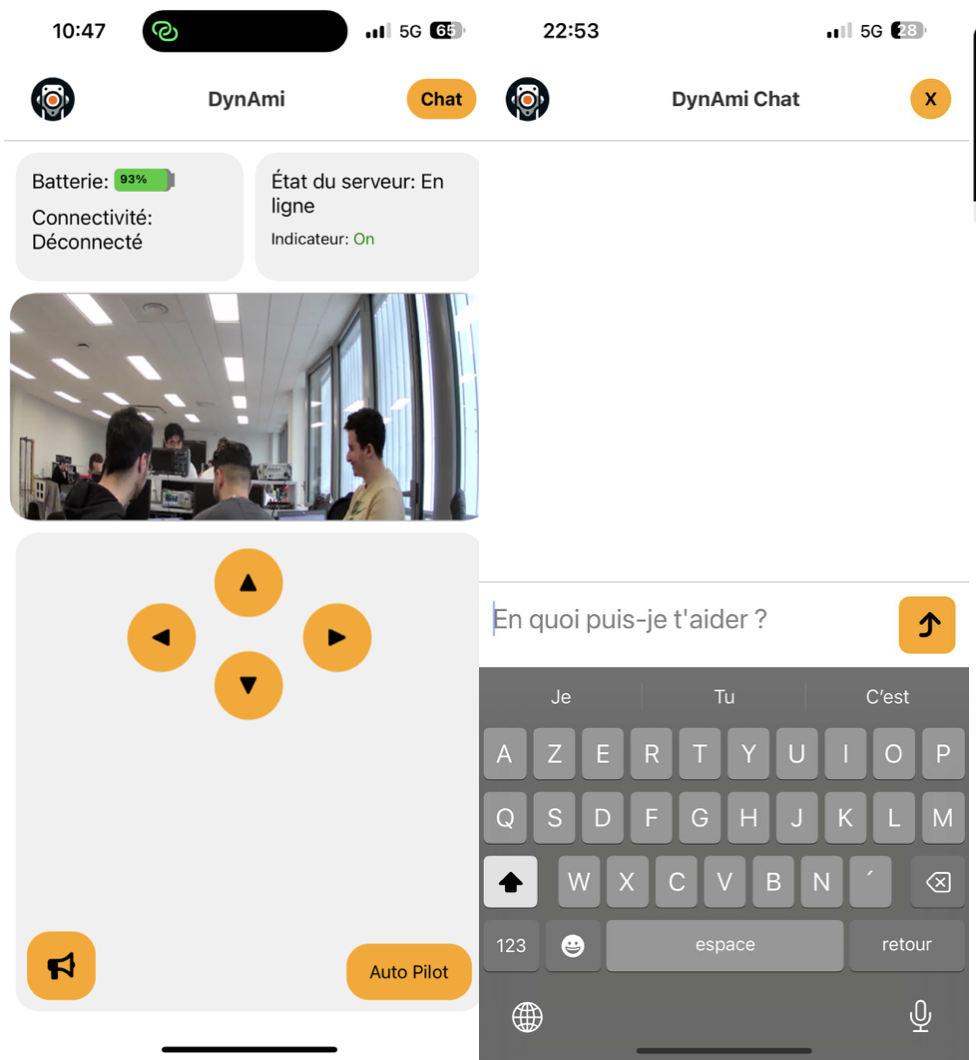 10:47
5G 65
DynAmi
Chat
Batterie: 93%
Connectivité:
Déconnecté
État du serveur: En
ligne
Indicateur: On
Auto Pilot
22:53
5G 28
DynAmi Chat
X
En quoi puis-je t'aider ?
Je Tu C'est
A Z E R T Y U I O P
Q S D F G H J K L M
W X C V B N ´
123 espace retour